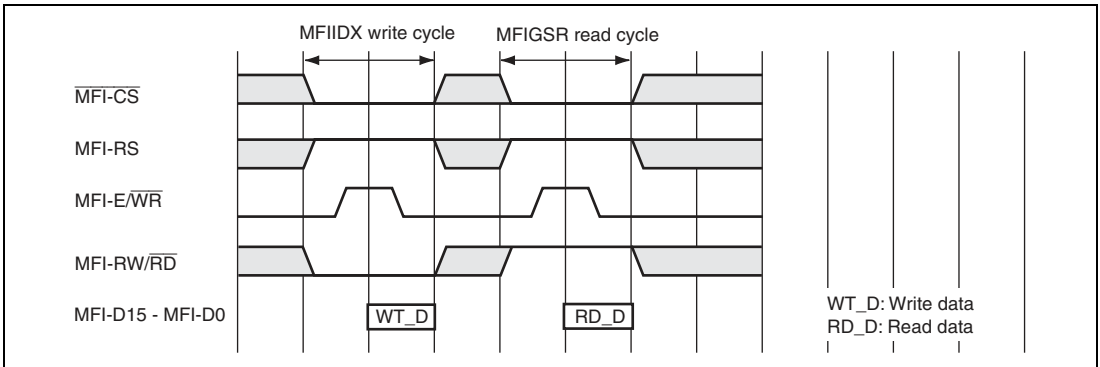 MFIIDX write cycle MFIGSR read cycle
MFI-CS
MFI-RS
MFI-E/WR
MFI-RW/RD
MFI-D15 - MFI-D0 WT_D RD_D
WT_D: Write data
RD_D: Read data